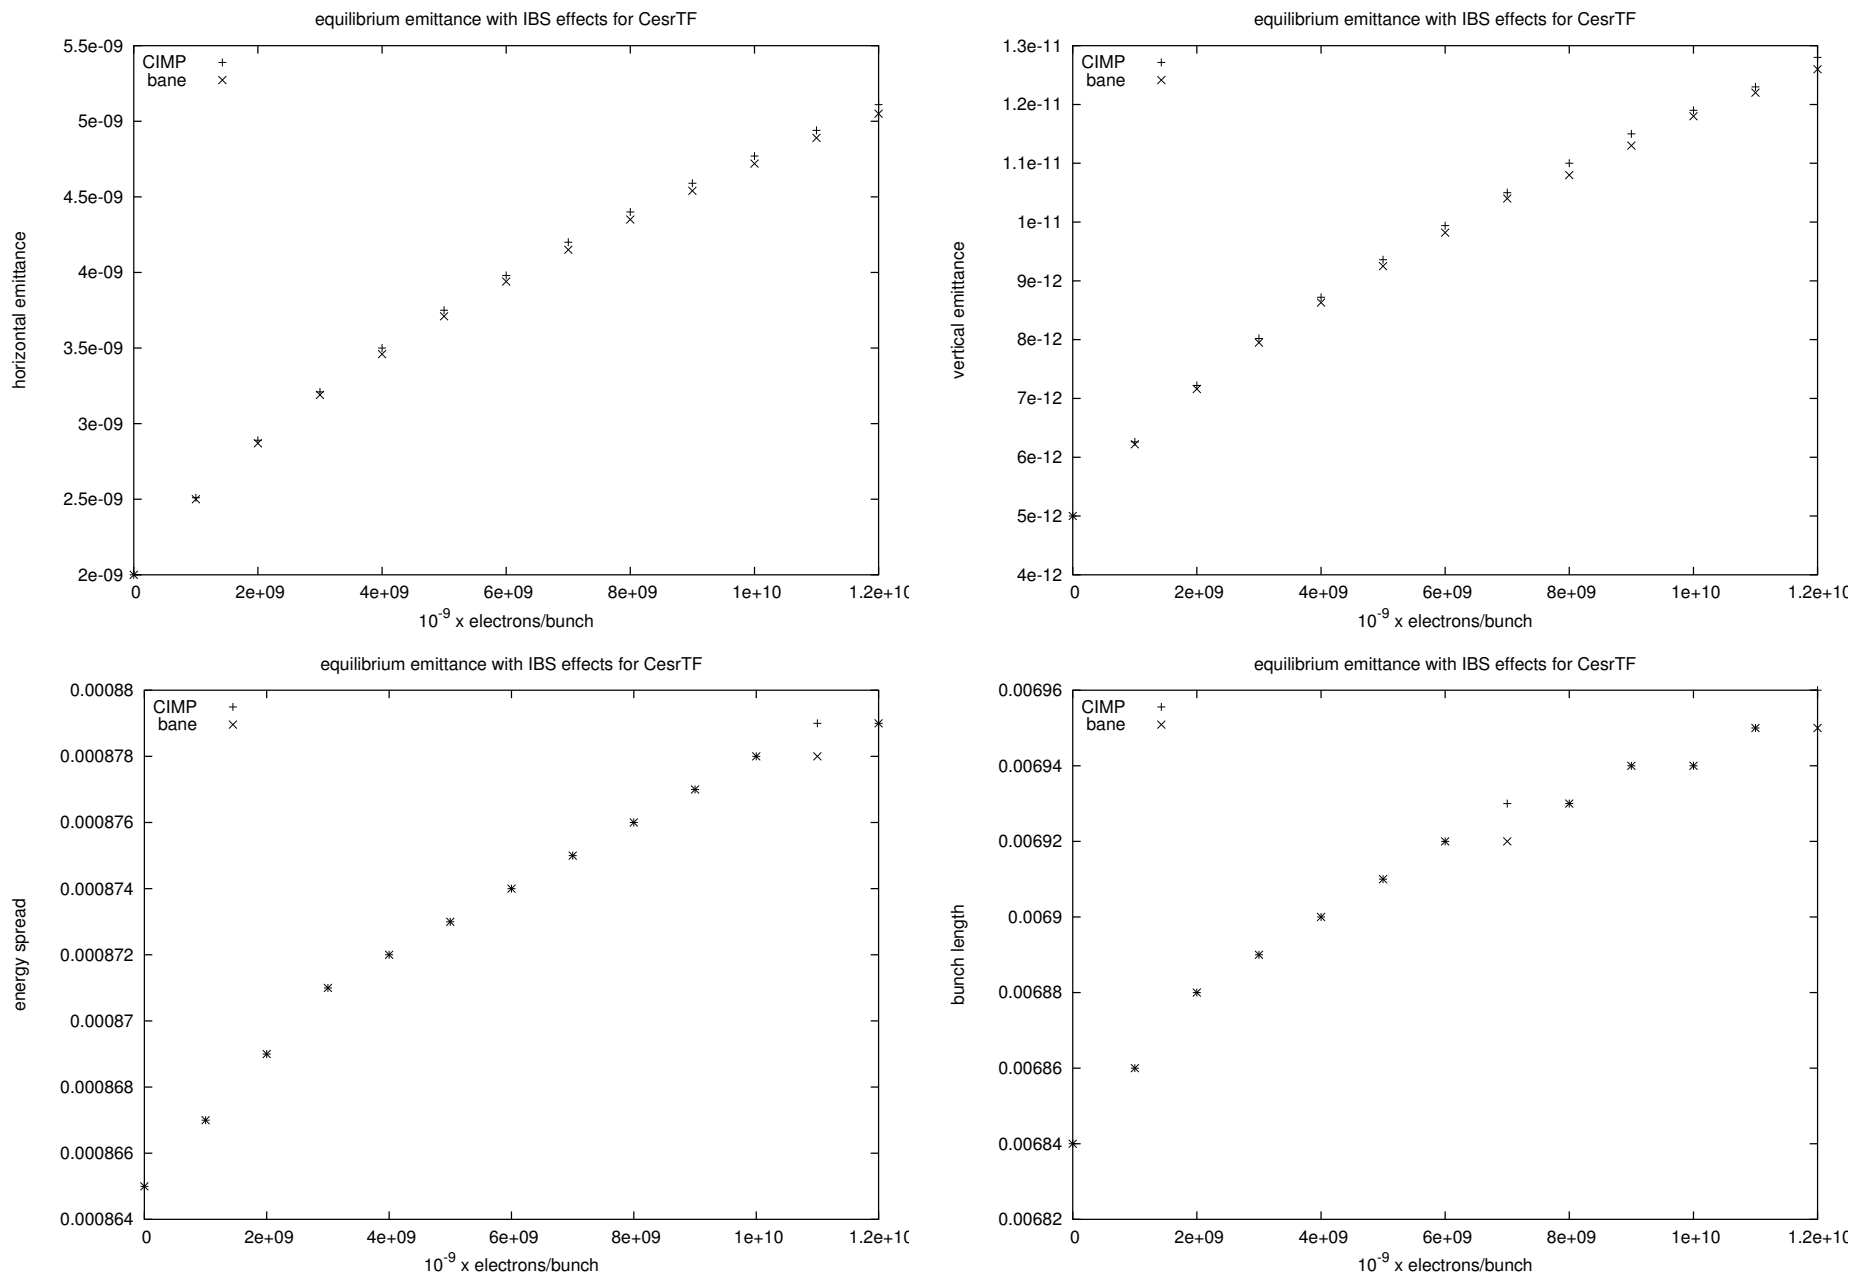 equilibrium emittance with IBS effects for CesrTF
5.5e-09
5e-09
4.5e-09
4e-09
3.5e-09
3e-09
2.5e-09
2e-09
horizontal emittance
CIMP +
bane ×
0 2e+09 4e+09 6e+09 8e+09 1e+10 1.2e+10
10^-9 x electrons/bunch
equilibrium emittance with IBS effects for CesrTF
1.3e-11
1.2e-11
1.1e-11
1e-11
9e-12
8e-12
7e-12
6e-12
5e-12
4e-12
vertical emittance
CIMP +
bane ×
0 2e+09 4e+09 6e+09 8e+09 1e+10 1.2e+1
10^-9 x electrons/bunch
equilibrium emittance with IBS effects for CesrTF
0.00088
0.000878
0.000876
0.000874
0.000872
0.00087
0.000868
0.000866
0.000864
energy spread
CIMP +
bane ×
0 2e+09 4e+09 6e+09 8e+09 1e+10 1.2e+1
10^-9 x electrons/bunch
equilibrium emittance with IBS effects for CesrTF
0.00696
0.00694
0.00692
0.0069
0.00688
0.00686
0.00684
0.00682
bunch length
CIMP +
bane ×
0 2e+09 4e+09 6e+09 8e+09 1e+10 1.2e+1
10^-9 x electrons/bunch